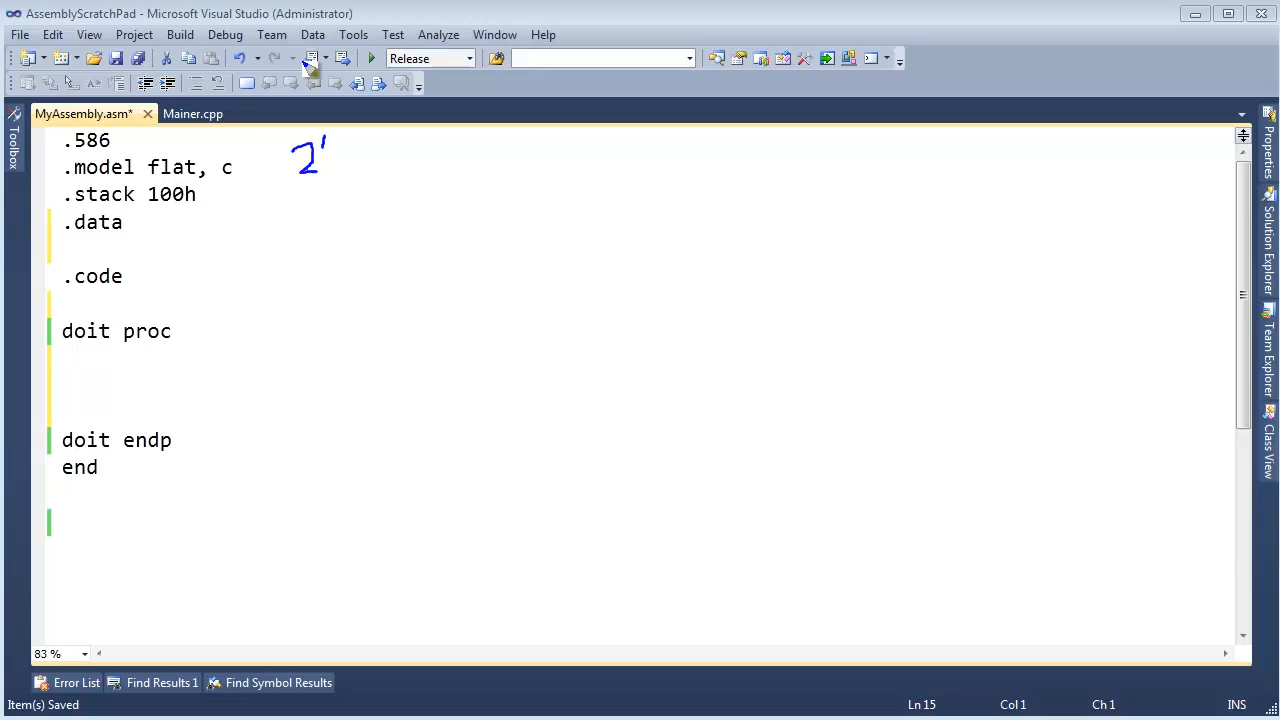 AssemblyScratchPad - Microsoft Visual Studio (Administrator)
File Edit View Project Build Debug Team Data Tools Test Analyze Window Help
Release
MyAssembly.asm* Mainer.cpp
Toolbox
Properties
Solution Explorer
Team Explorer
Class View
.586
.model flat, c
2'
.stack 100h
.data
.code
doit proc
doit endp
end
83 %
Error List Find Results 1 Find Symbol Results
Item(s) Saved Ln 15 Col 1 Ch 1 INS